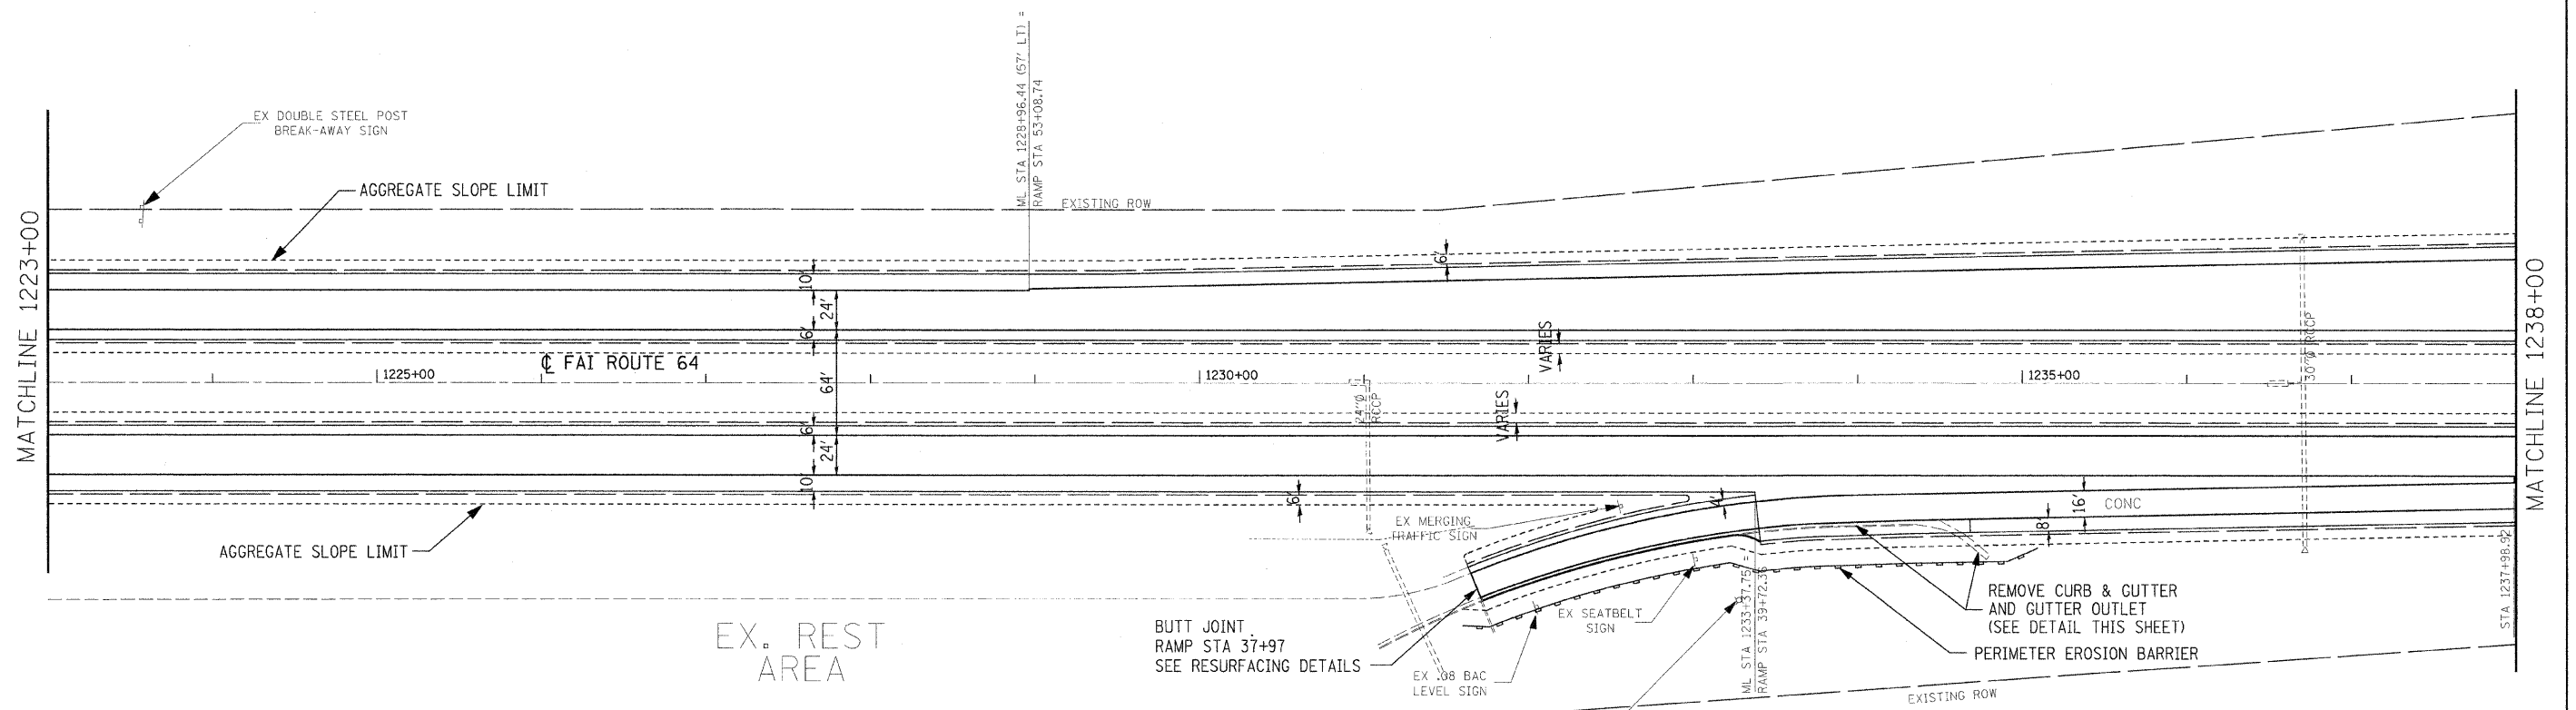 ML STA 1228+96.44 (57' LT) =
RAMP STA 53+08.74
EX DOUBLE STEEL POST
BREAK-AWAY SIGN
AGGREGATE SLOPE LIMIT
EXISTING ROW
MATCHLINE 1223+00
MATCHLINE 1238+00
10'
24'
6'
6'
VARIES
30"Ø RCCP
℄ FAI ROUTE 64
1225+00
1230+00
1235+00
64'
24"Ø
RCCP
VARIES
6'
24'
10'
6'
4'
16'
CONC
8'
EX MERGING
TRAFFIC SIGN
AGGREGATE SLOPE LIMIT
EX. REST
AREA
BUTT JOINT
RAMP STA 37+97
SEE RESURFACING DETAILS
EX SEATBELT
SIGN
EX .08 BAC
LEVEL SIGN
ML STA 1233+37.75 =
RAMP STA 39+72.36
REMOVE CURB & GUTTER
AND GUTTER OUTLET
(SEE DETAIL THIS SHEET)
PERIMETER EROSION BARRIER
EXISTING ROW
STA 1237+98.92